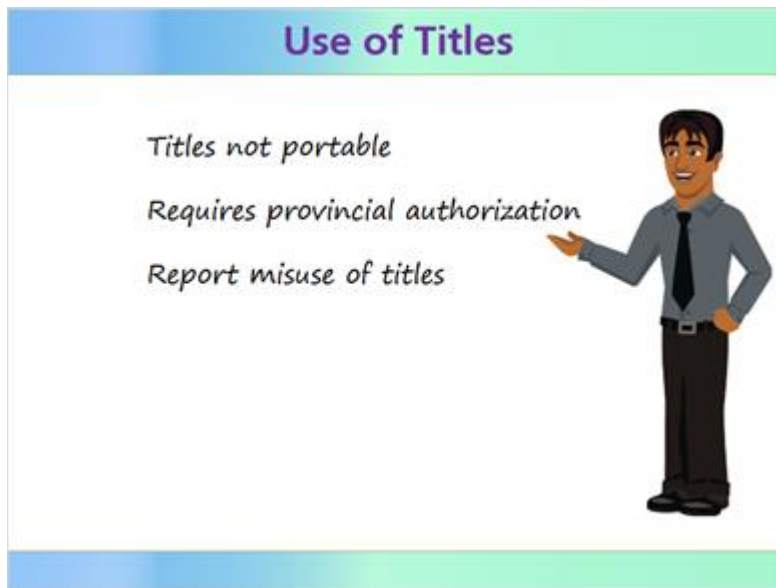 Use of Titles
Titles not portable
Requires provincial authorization
Report misuse of titles